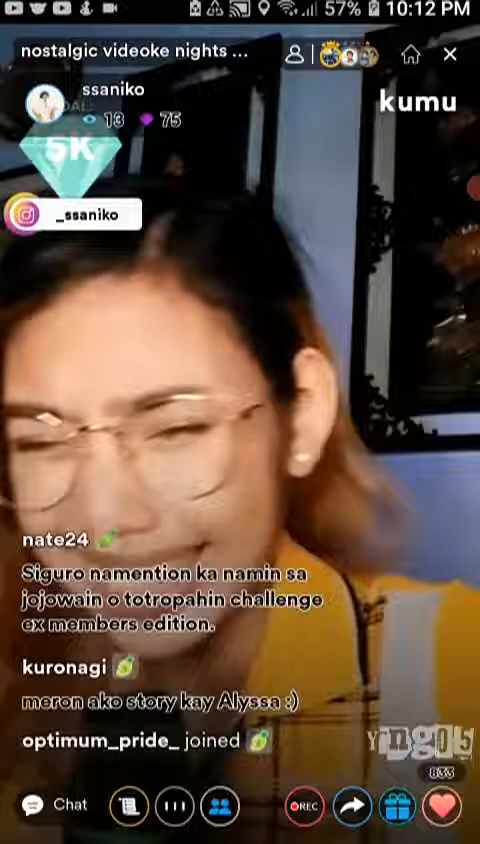 57% 10:12 PM
nostalgic videoke nights ...
ssaniko
13 75
kumu
5K
_ssaniko
nate24
Siguro namention ka namin sa
jojowain o totropahin challenge
ex members edition.
kuronagi
meron ako story kay Alyssa :)
optimum_pride_ joined
833
Chat
REC